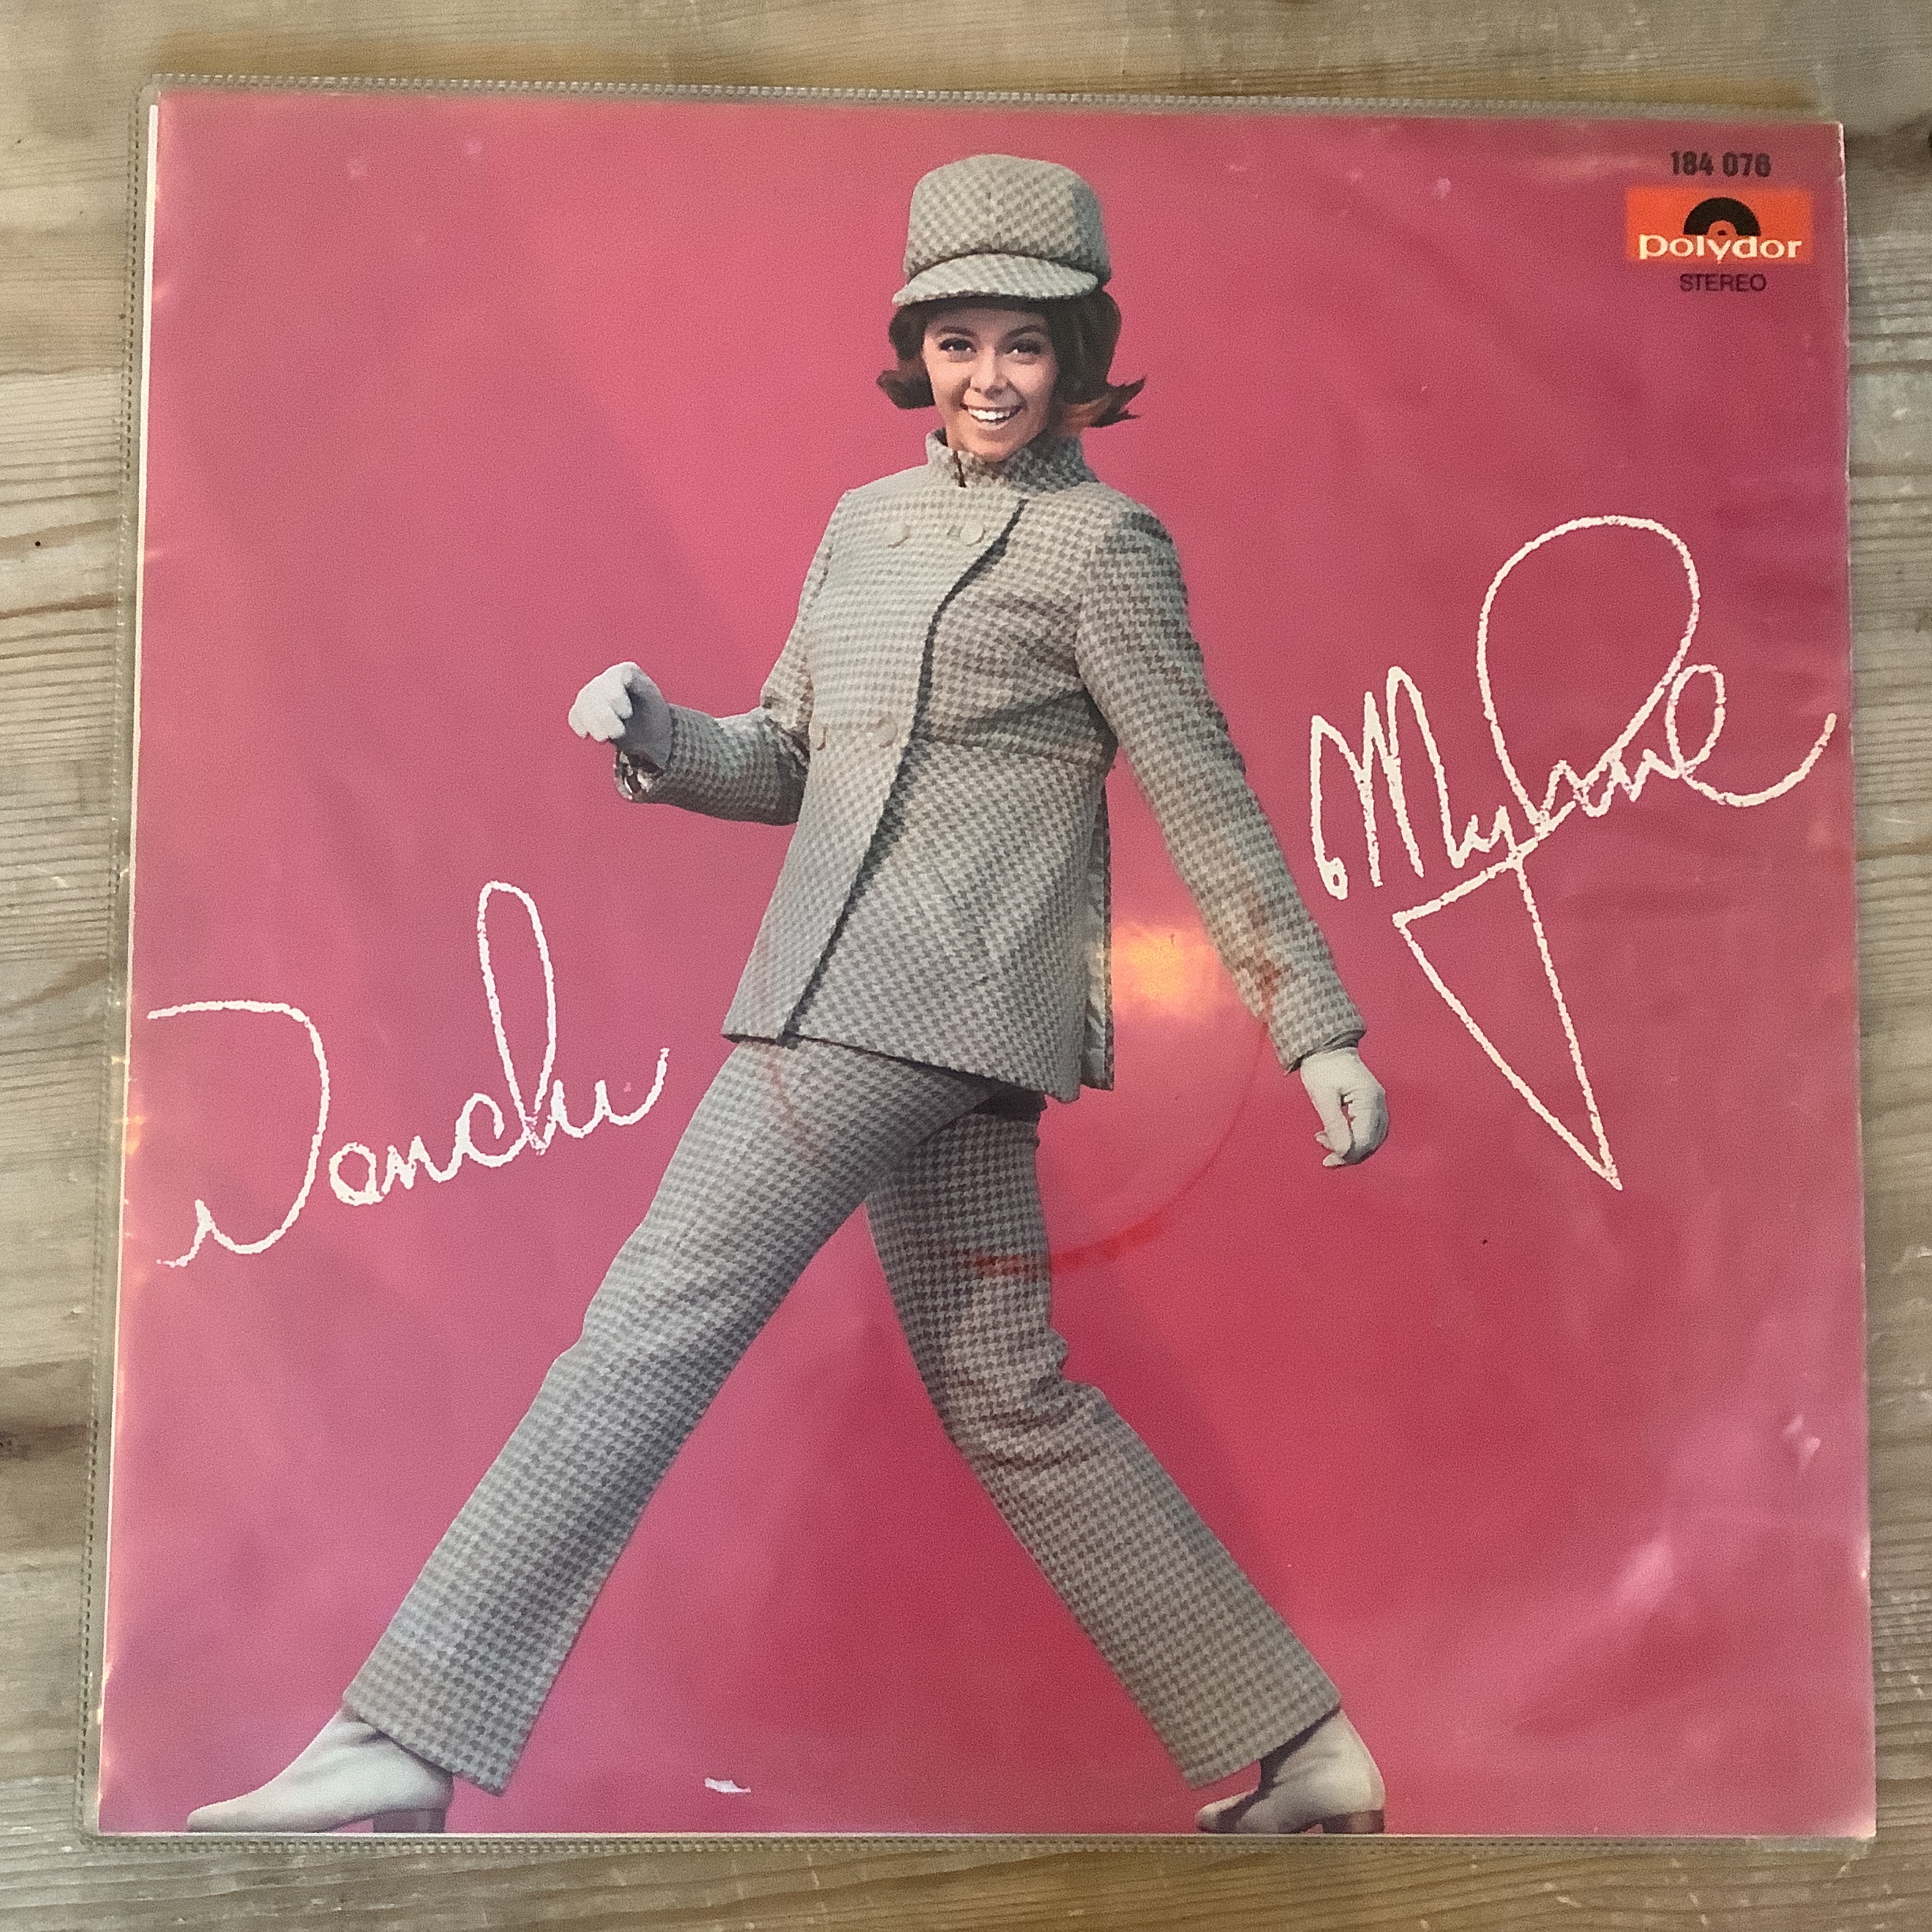 184 076
polydor
STEREO
Wencke Myhre